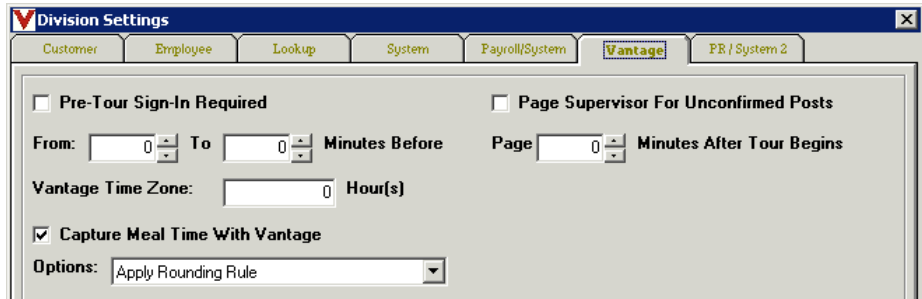 Division Settings
Customer Employee Lookup System Payroll/System Vantage PR / System 2
Pre-Tour Sign-In Required Page Supervisor For Unconfirmed Posts
From: 0 To 0 Minutes Before Page 0 Minutes After Tour Begins
Vantage Time Zone: 0 Hour(s)
Capture Meal Time With Vantage
Options: Apply Rounding Rule